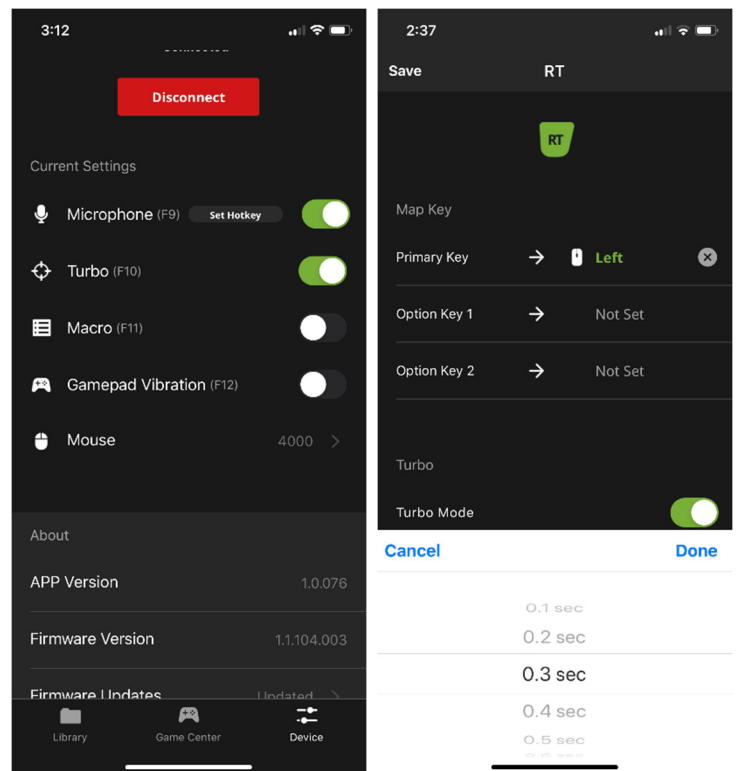 3:12
Disconnect
Current Settings
Microphone (F9) Set Hotkey
Turbo (F10)
Macro (F11)
Gamepad Vibration (F12)
Mouse 4000
About
APP Version 1.0.076
Firmware Version 1.1.104.003
Firmware Updates Updated
Library Game Center Device
2:37
Save RT
RT
Map Key
Primary Key Left
Option Key 1 Not Set
Option Key 2 Not Set
Turbo
Turbo Mode
Cancel Done
0.1 sec
0.2 sec
0.3 sec
0.4 sec
0.5 sec